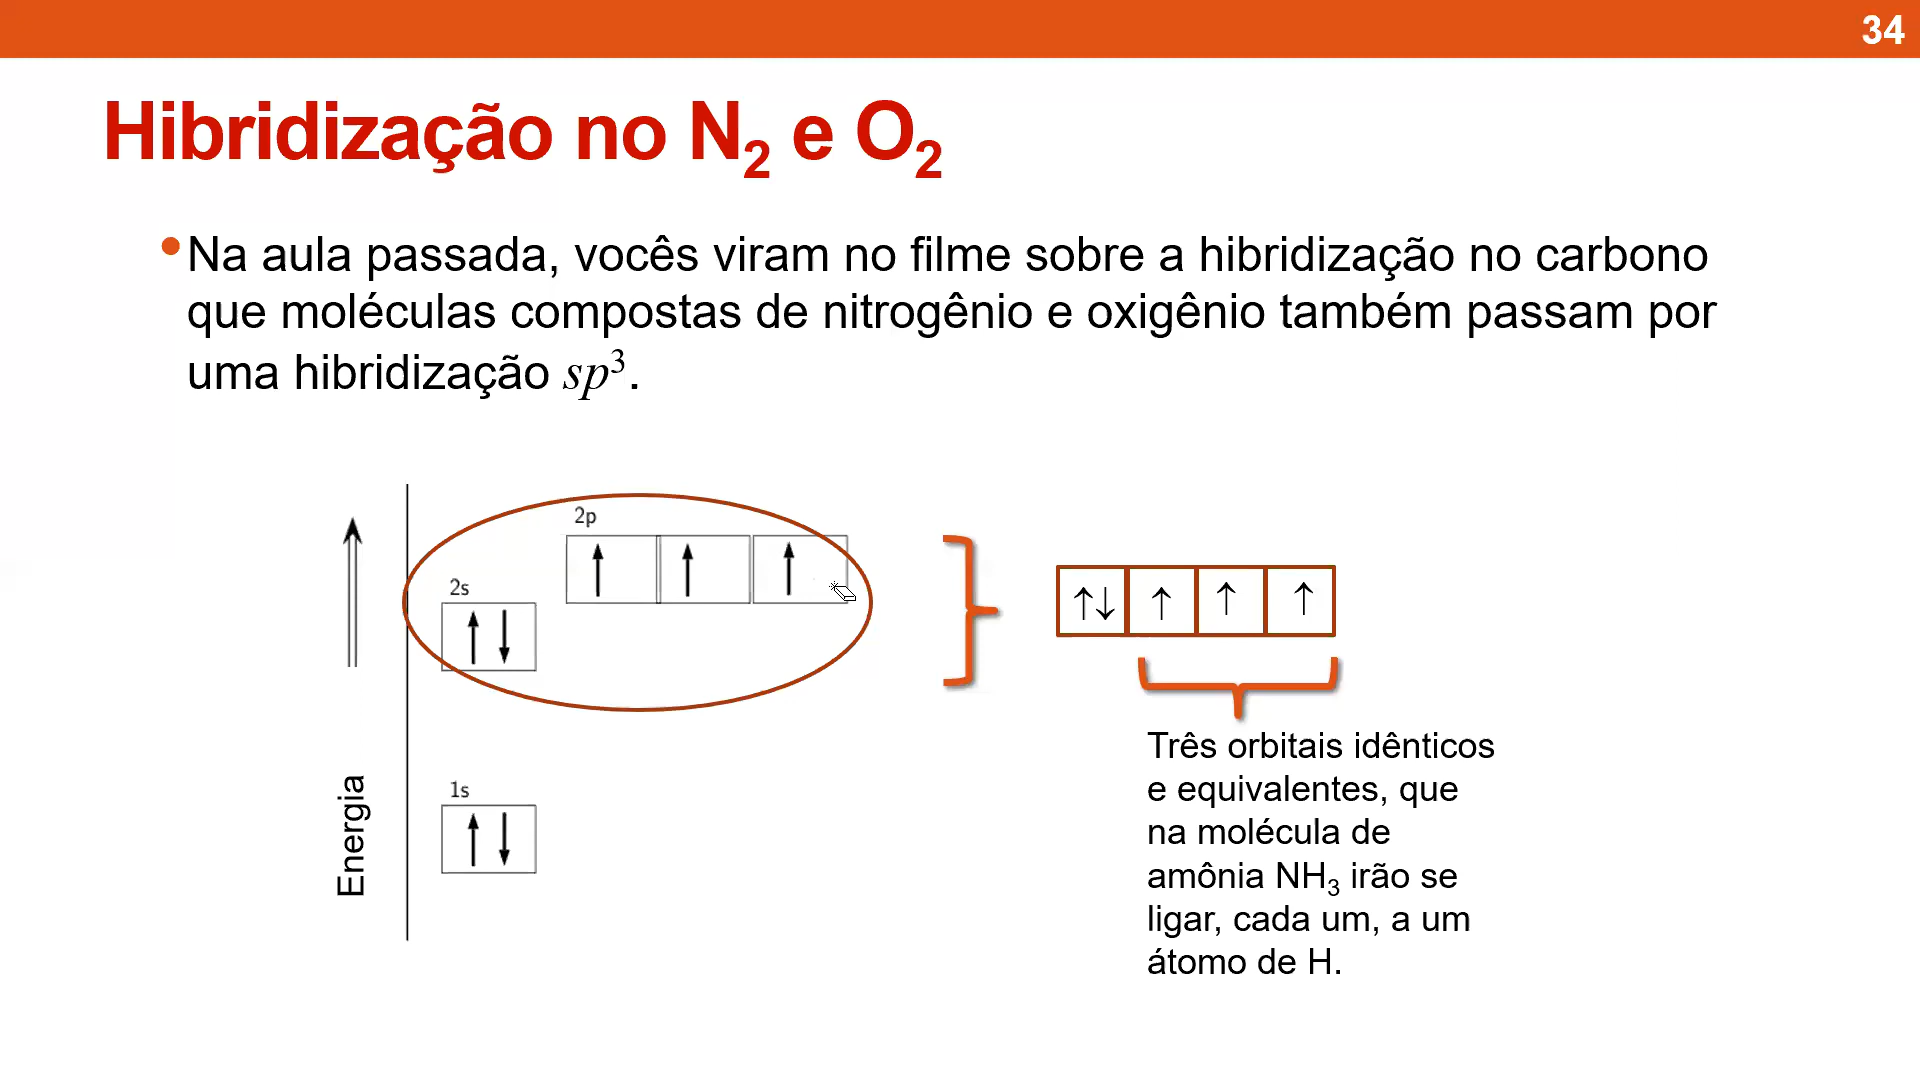 34
Hibridização no N₂ e O₂
•Na aula passada, vocês viram no filme sobre a hibridização no carbono
que moléculas compostas de nitrogênio e oxigênio também passam por
uma hibridização sp³.
2p
2s
↑↓ ↑ ↑ ↑
1s
Energia
Três orbitais idênticos
e equivalentes, que
na molécula de
amônia NH₃ irão se
ligar, cada um, a um
átomo de H.